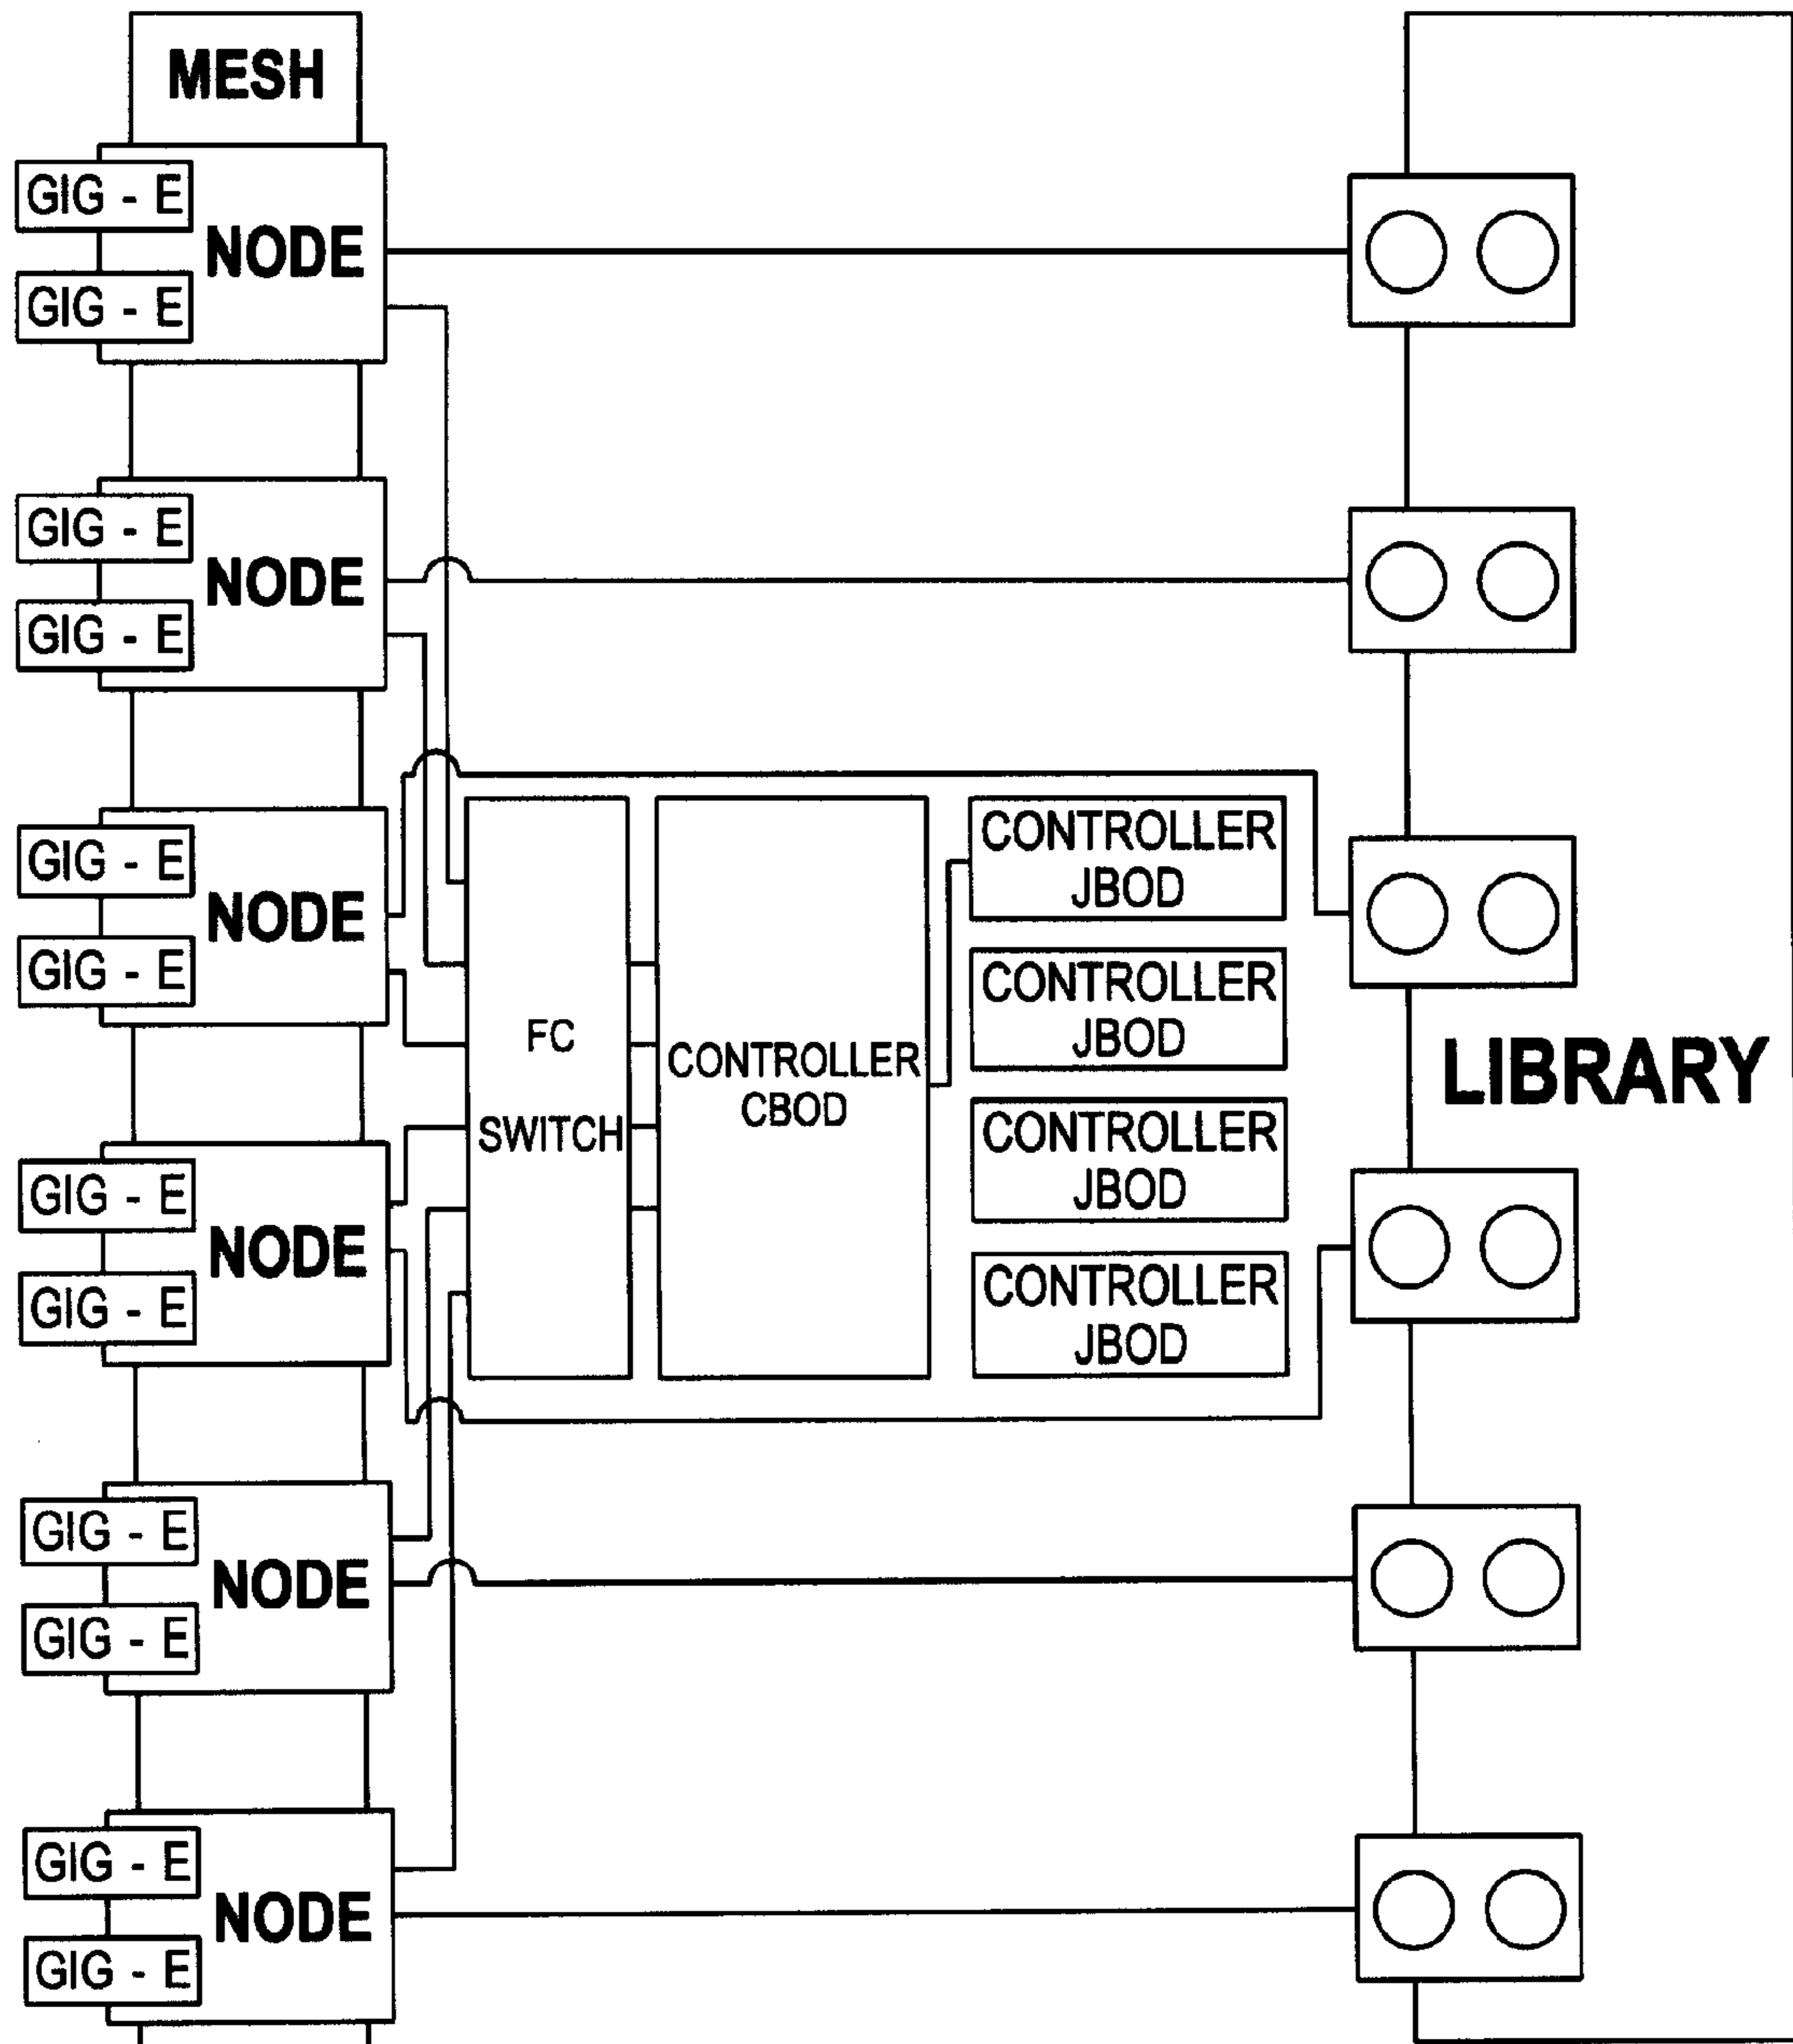 MESH
GIG - E
NODE
GIG - E
GIG - E
NODE
GIG - E
GIG - E
NODE
GIG - E
GIG - E
NODE
GIG - E
GIG - E
NODE
GIG - E
GIG - E
NODE
GIG - E
FC
SWITCH
CONTROLLER
CBOD
CONTROLLER
JBOD
CONTROLLER
JBOD
CONTROLLER
JBOD
CONTROLLER
JBOD
LIBRARY